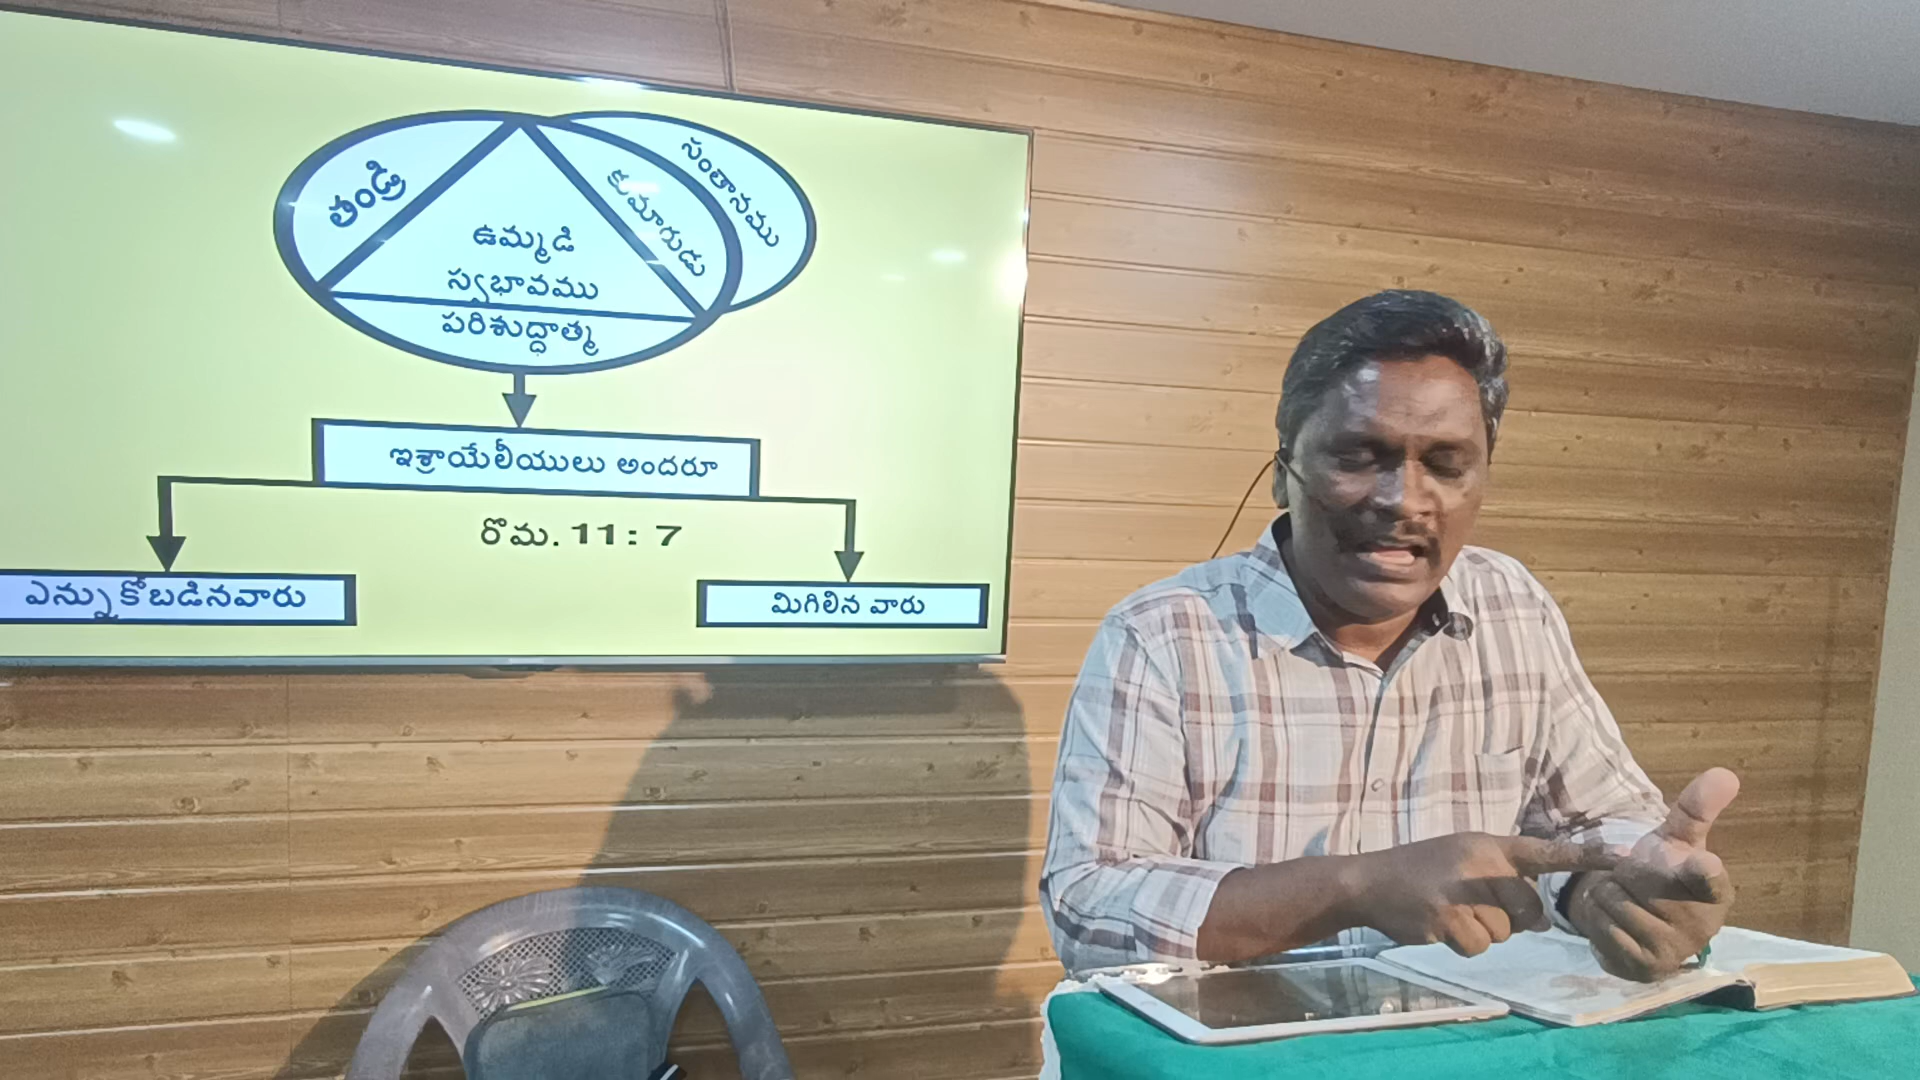 తండ్రి
కుమారుడు
సంతానము
ఉమ్మడి
స్వభావము
పరిశుద్ధాత్మ
ఇశ్రాయేలీయులు అందరూ
రోమ. 11: 7
ఎన్నుకోబడినవారు
మిగిలిన వారు